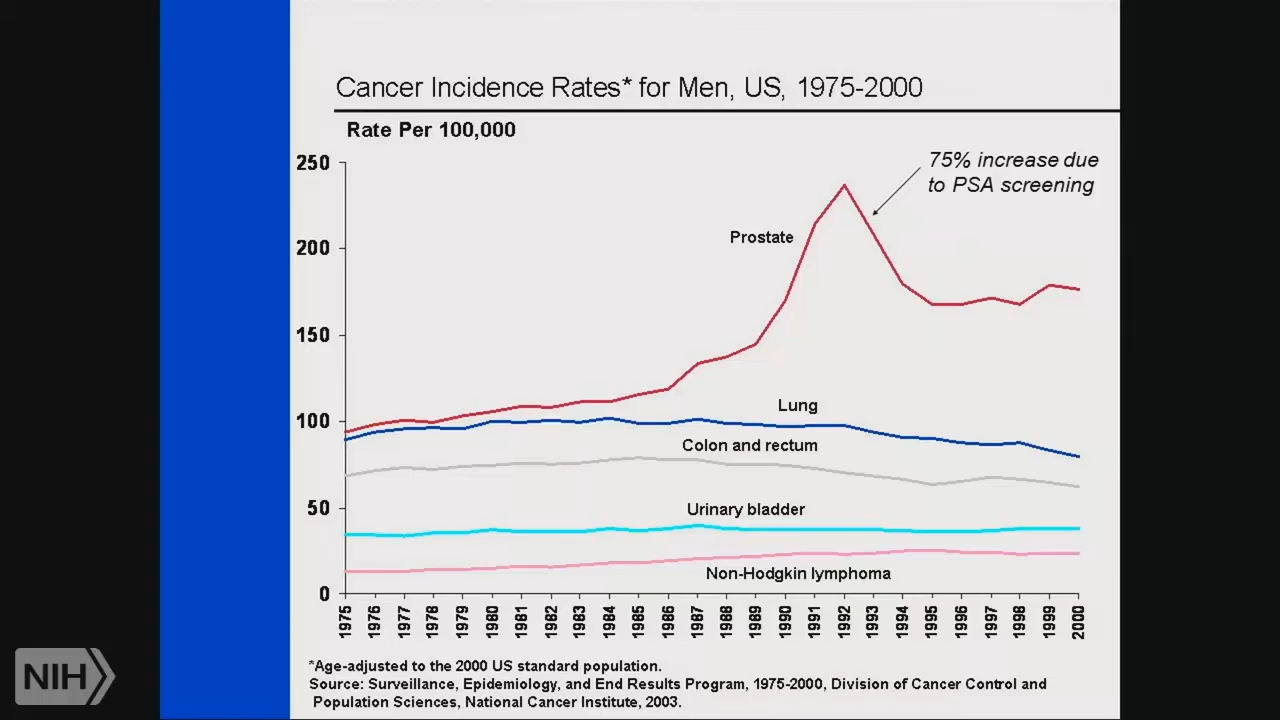 Cancer Incidence Rates* for Men, US, 1975-2000
Rate Per 100,000
75% increase due
to PSA screening
250
200
150
100
50
0
Prostate
Lung
Colon and rectum
Urinary bladder
Non-Hodgkin lymphoma
1975
1976
1977
1978
1979
1980
1981
1982
1983
1984
1985
1986
1987
1988
1989
1990
1991
1992
1993
1994
1995
1996
1997
1998
1999
2000
*Age-adjusted to the 2000 US standard population.
Source: Surveillance, Epidemiology, and End Results Program, 1975-2000, Division of Cancer Control and
Population Sciences, National Cancer Institute, 2003.
NIH